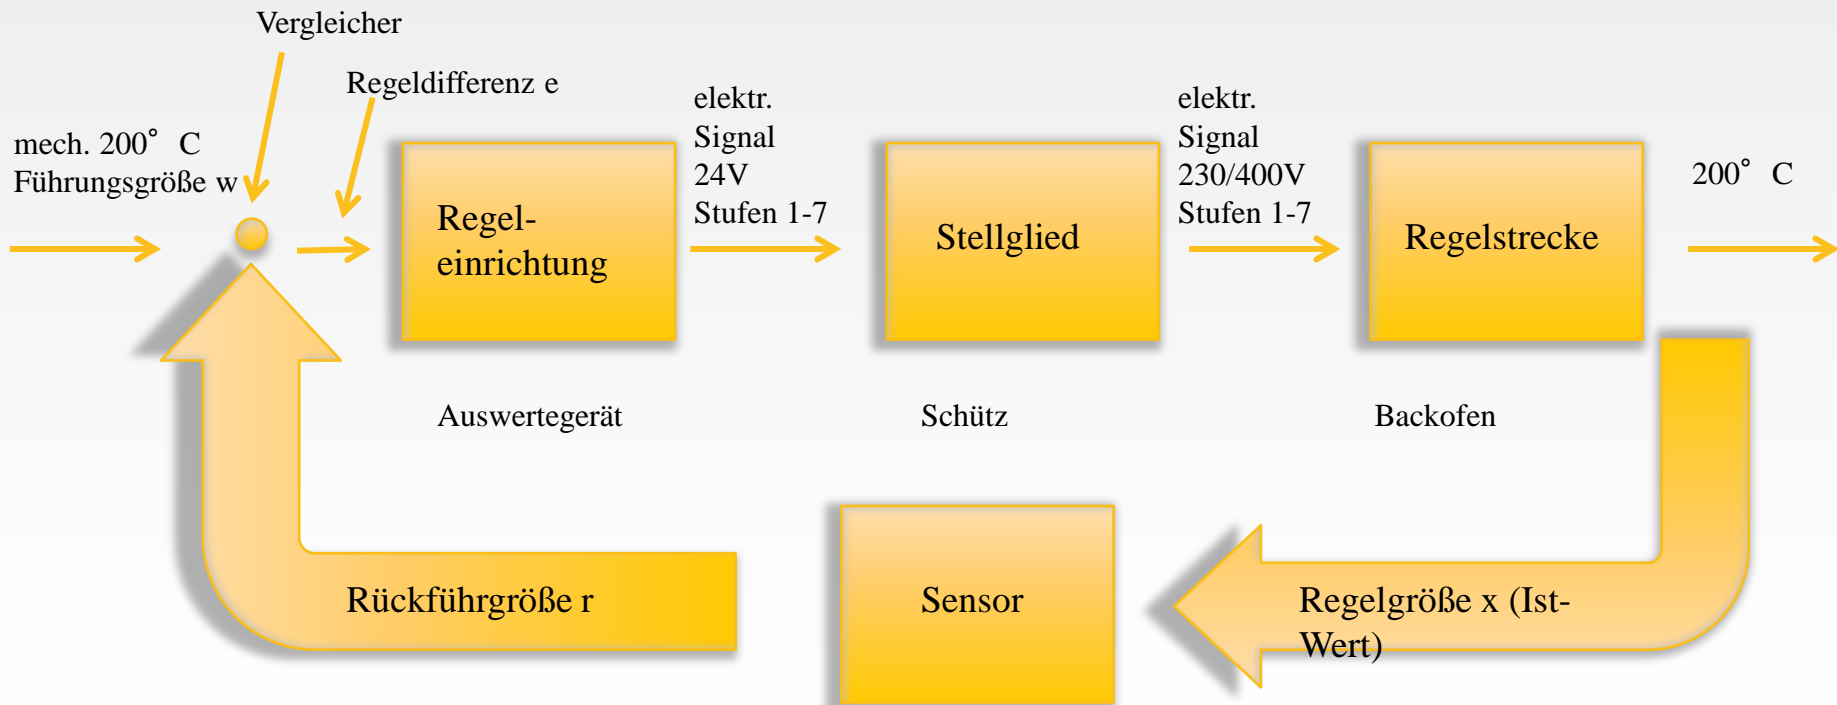 Vergleicher
Regeldifferenz e
mech. 200° C
Führungsgröße w
elektr.
Signal
24V
Stufen 1-7
elektr.
Signal
230/400V
Stufen 1-7
200° C
Regel-
einrichtung
Stellglied
Regelstrecke
Auswertegerät
Schütz
Backofen
Rückführgröße r
Sensor
Regelgröße x (Ist-
Wert)